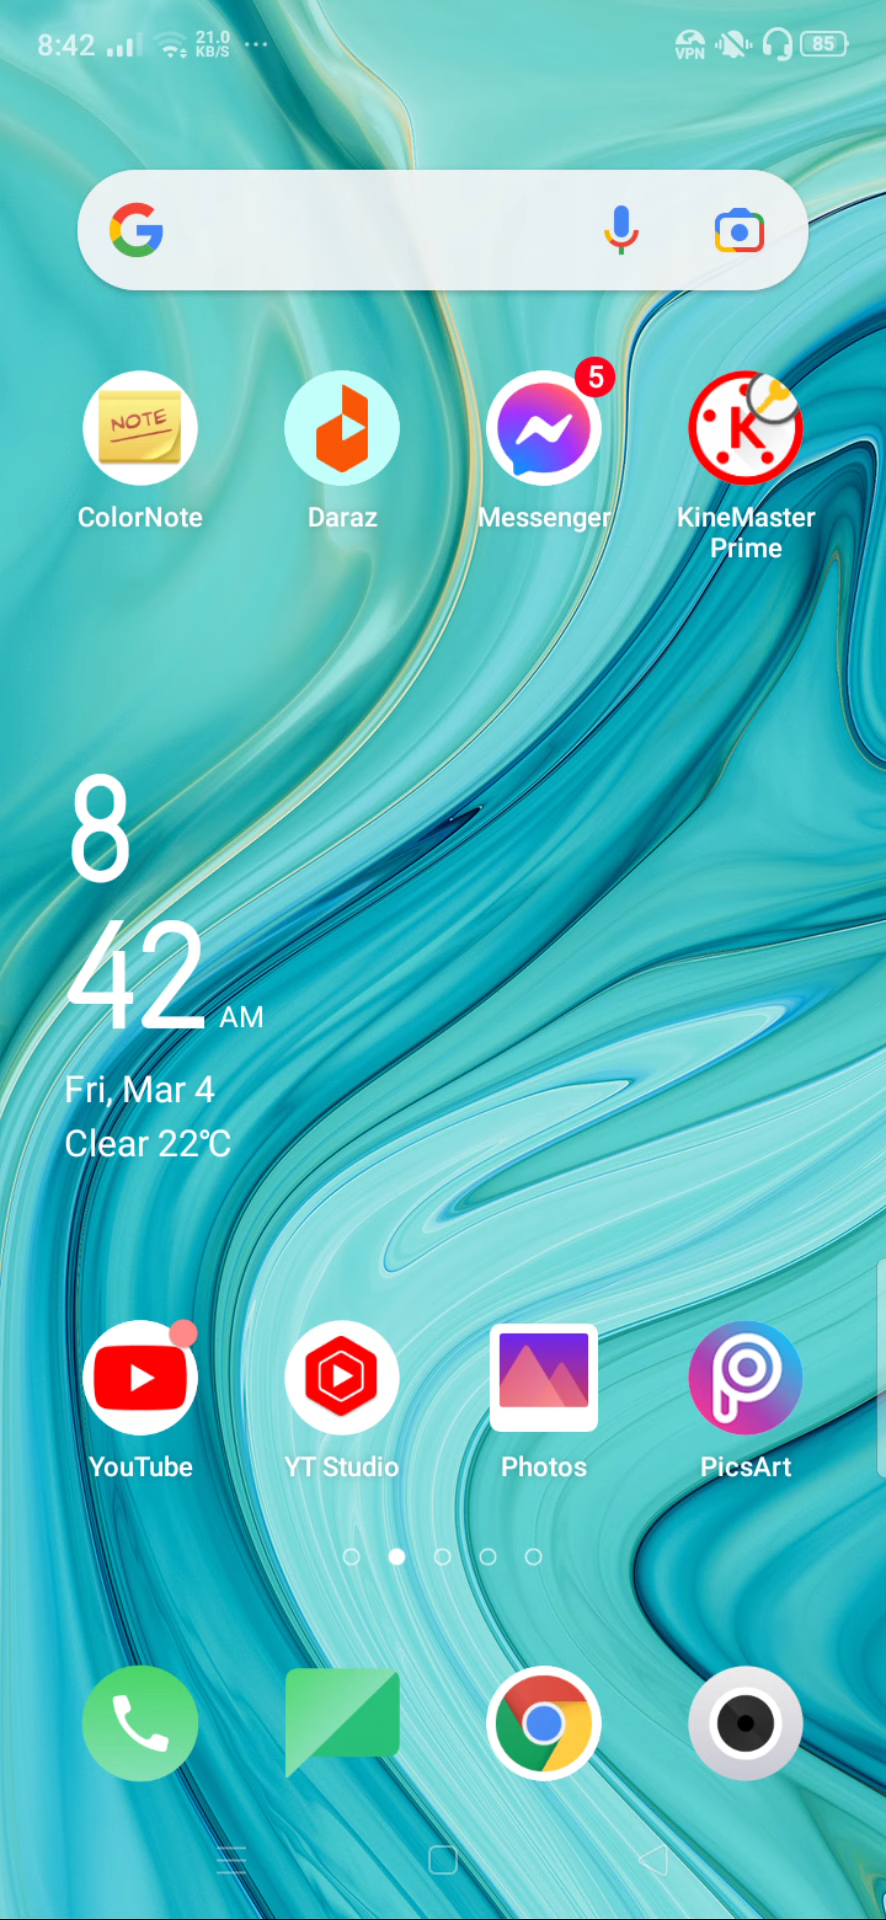 8:42 21.0 KB/S ... VPN 85
G
NOTE
5
K
ColorNote Daraz Messenger KineMaster Prime
8
42 AM
Fri, Mar 4
Clear 22°C
YouTube YT Studio Photos PicsArt